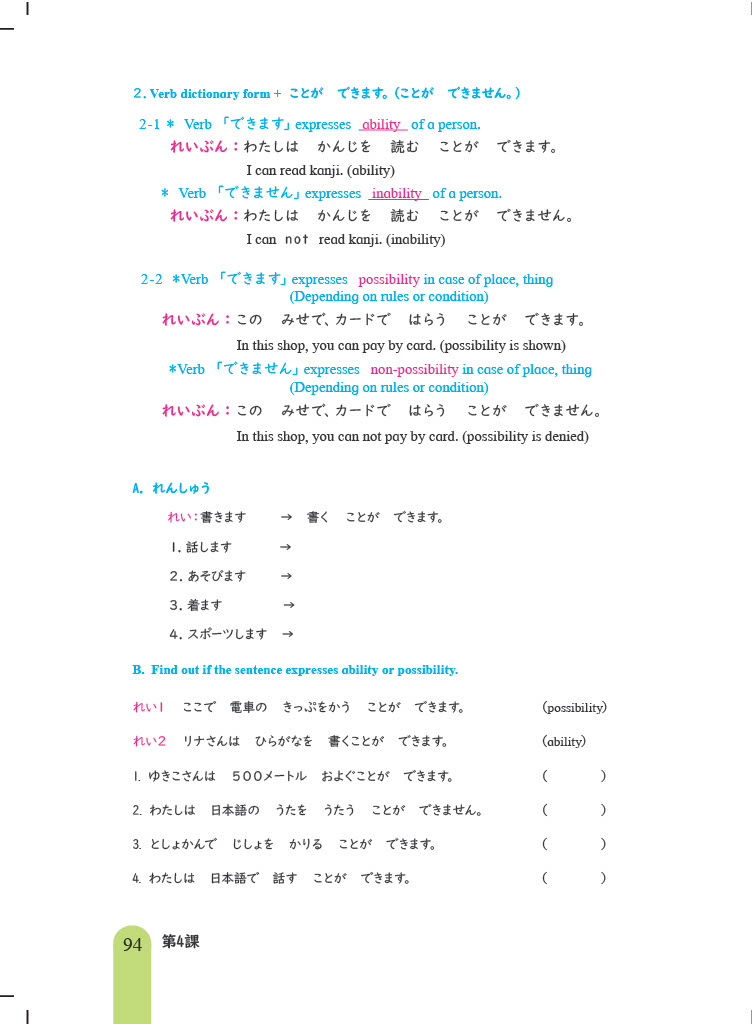 ２. Verb dictionary form + ことが　できます。（ことが　できません。）
2-1 ＊ Verb 「できます」 expresses ability of a person.
れいぶん：わたしは　かんじを　読む　ことが　できます。
I can read kanji. (ability)
＊ Verb 「できません」 expresses inability of a person.
れいぶん：わたしは　かんじを　読む　ことが　できません。
I can not read kanji. (inability)
2-2 ＊Verb 「できます」 expresses possibility in case of place, thing
(Depending on rules or condition)
れいぶん：この　みせで、カードで　はらう　ことが　できます。
In this shop, you can pay by card. (possibility is shown)
＊Verb 「できません」 expresses non-possibility in case of place, thing
(Depending on rules or condition)
れいぶん：この　みせで、カードで　はらう　ことが　できません。
In this shop, you can not pay by card. (possibility is denied)
A. れんしゅう
れい：書きます　→　書く　ことが　できます。
１. 話します　→
２. あそびます　→
３. 着ます　→
４. スポーツします　→
B. Find out if the sentence expresses ability or possibility.
れい１　ここで　電車の　きっぷをかう　ことが　できます。 (possibility)
れい２　リナさんは　ひらがなを　書くことが　できます。 (ability)
1. ゆきこさんは　５００メートル　およぐことが　できます。 (　　　)
2. わたしは　日本語の　うたを　うたう　ことが　できません。 (　　　)
3. としょかんで　じしょを　かりる　ことが　できます。 (　　　)
4. わたしは　日本語で　話す　ことが　できます。 (　　　)
94 第4課